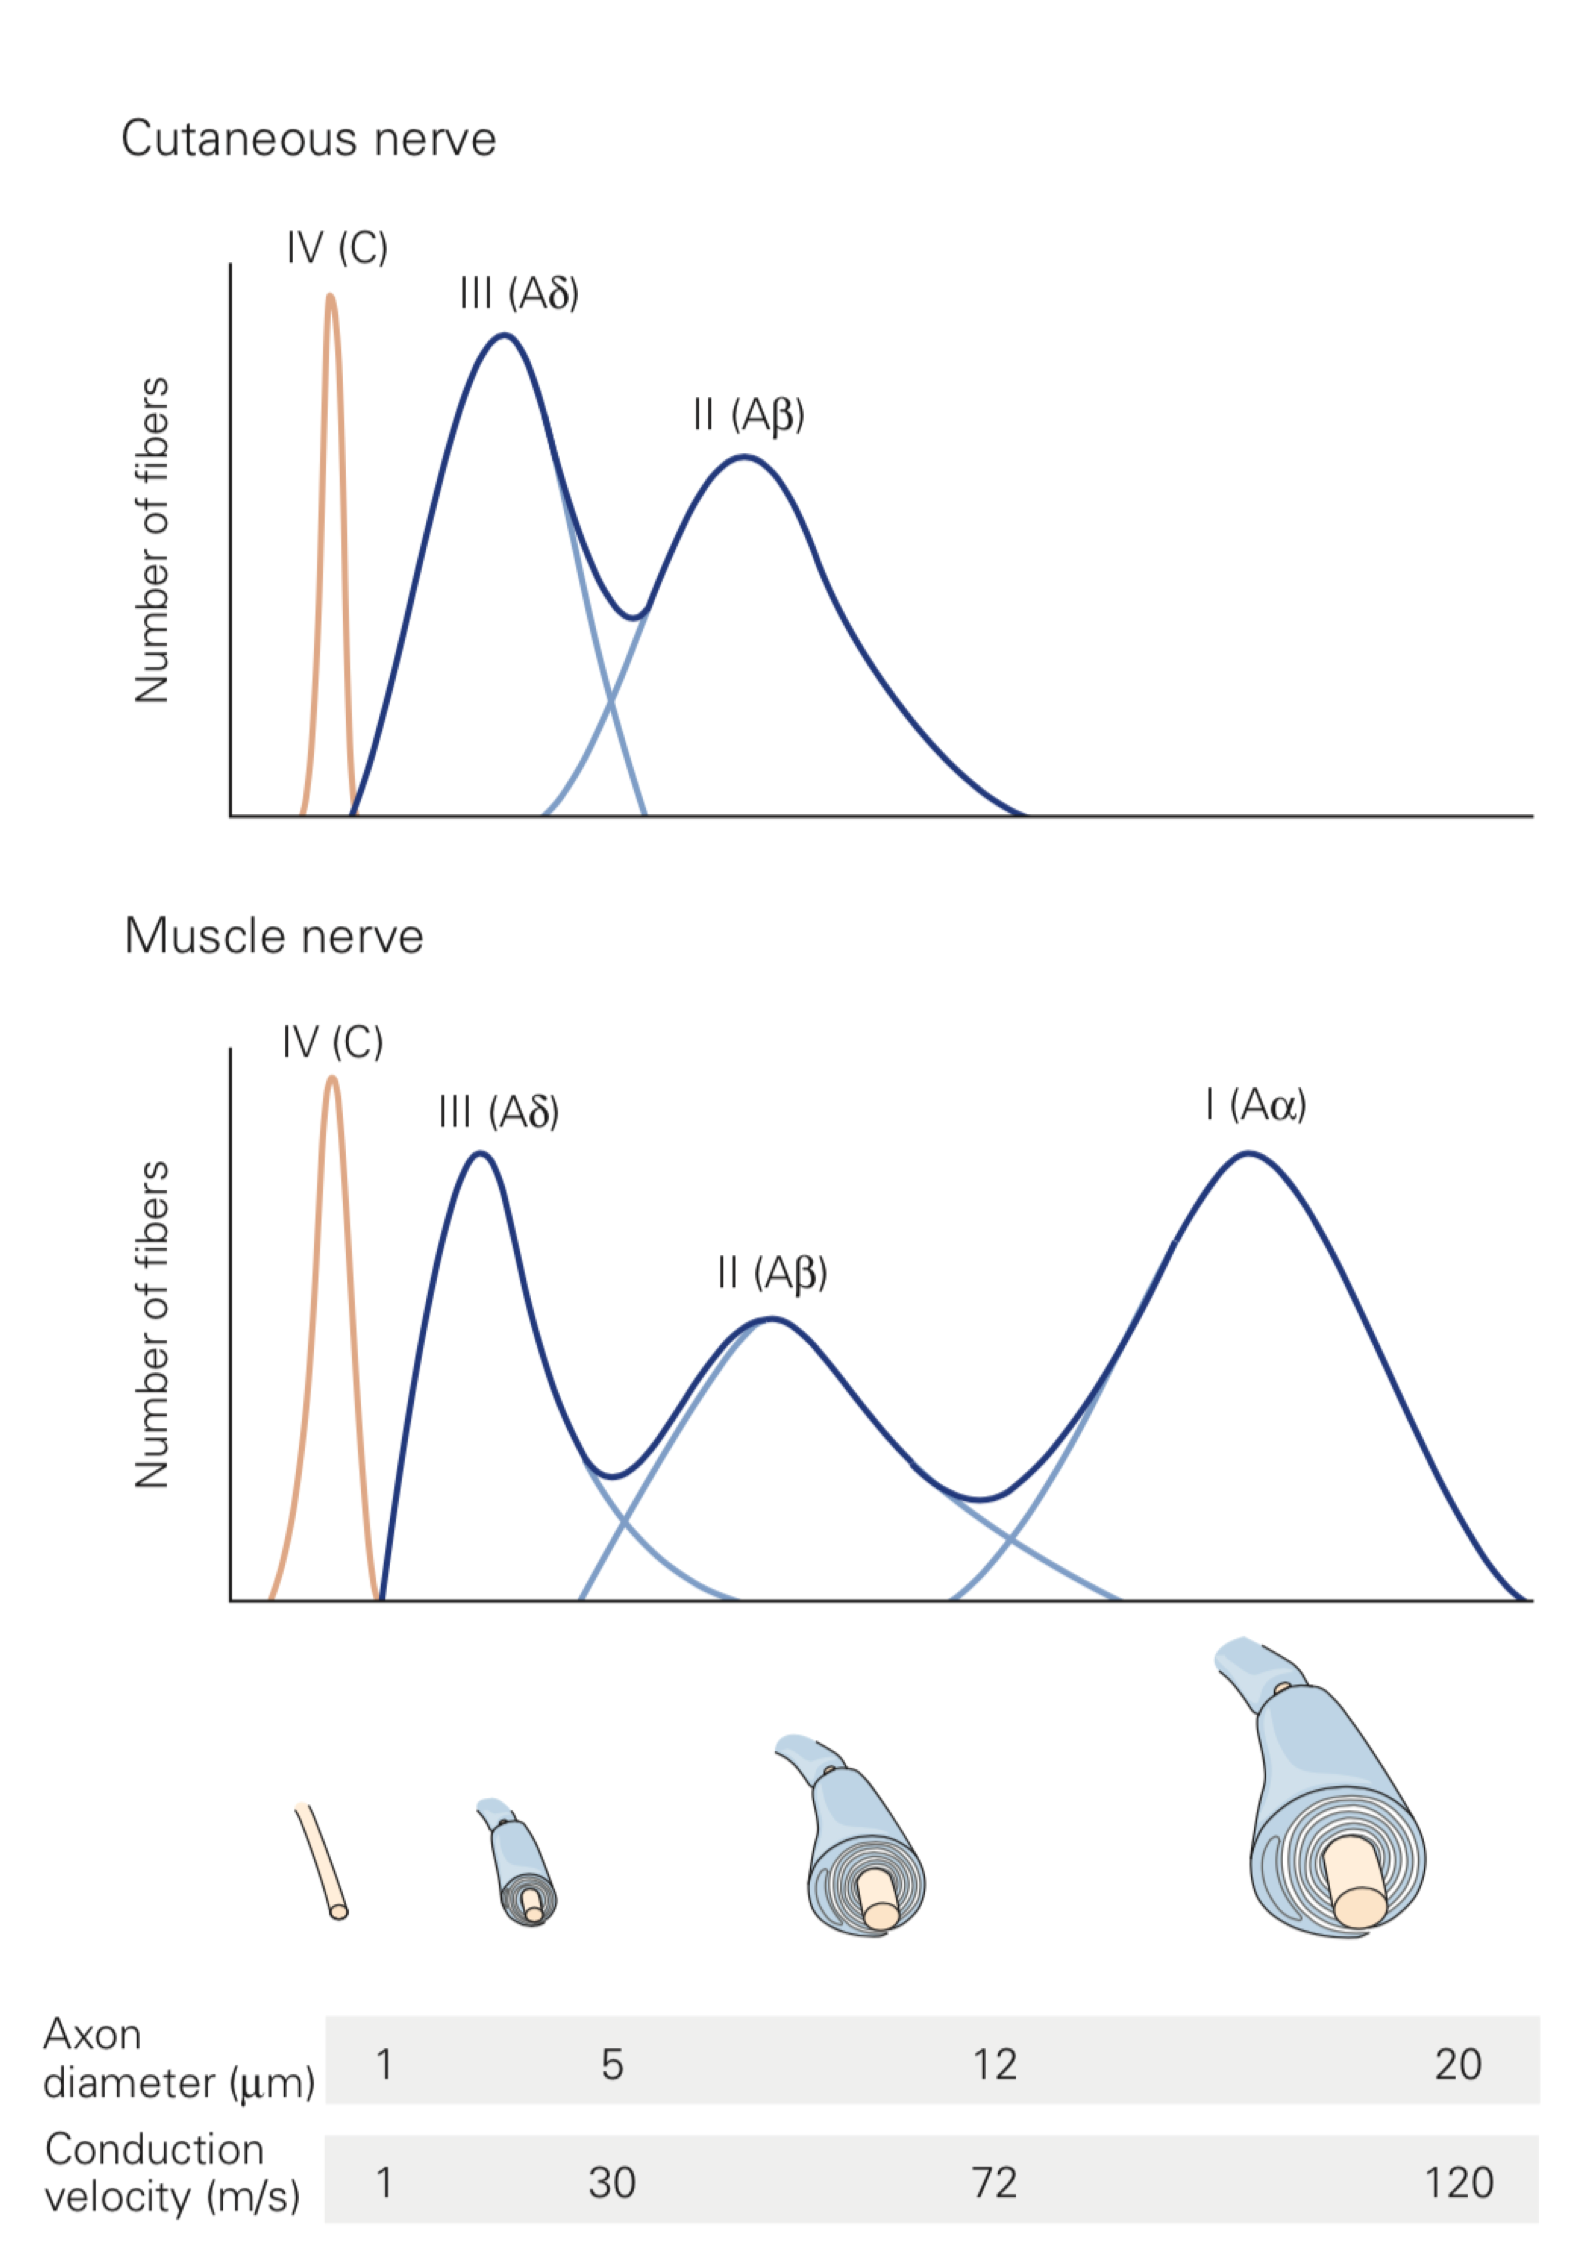 Cutaneous nerve
IV (C)
III (Aδ)
II (Aβ)
Number of fibers
Muscle nerve
IV (C)
III (Aδ)
I (Aα)
II (Aβ)
Number of fibers
Axon
diameter (μm) 1 5 12 20
Conduction
velocity (m/s) 1 30 72 120